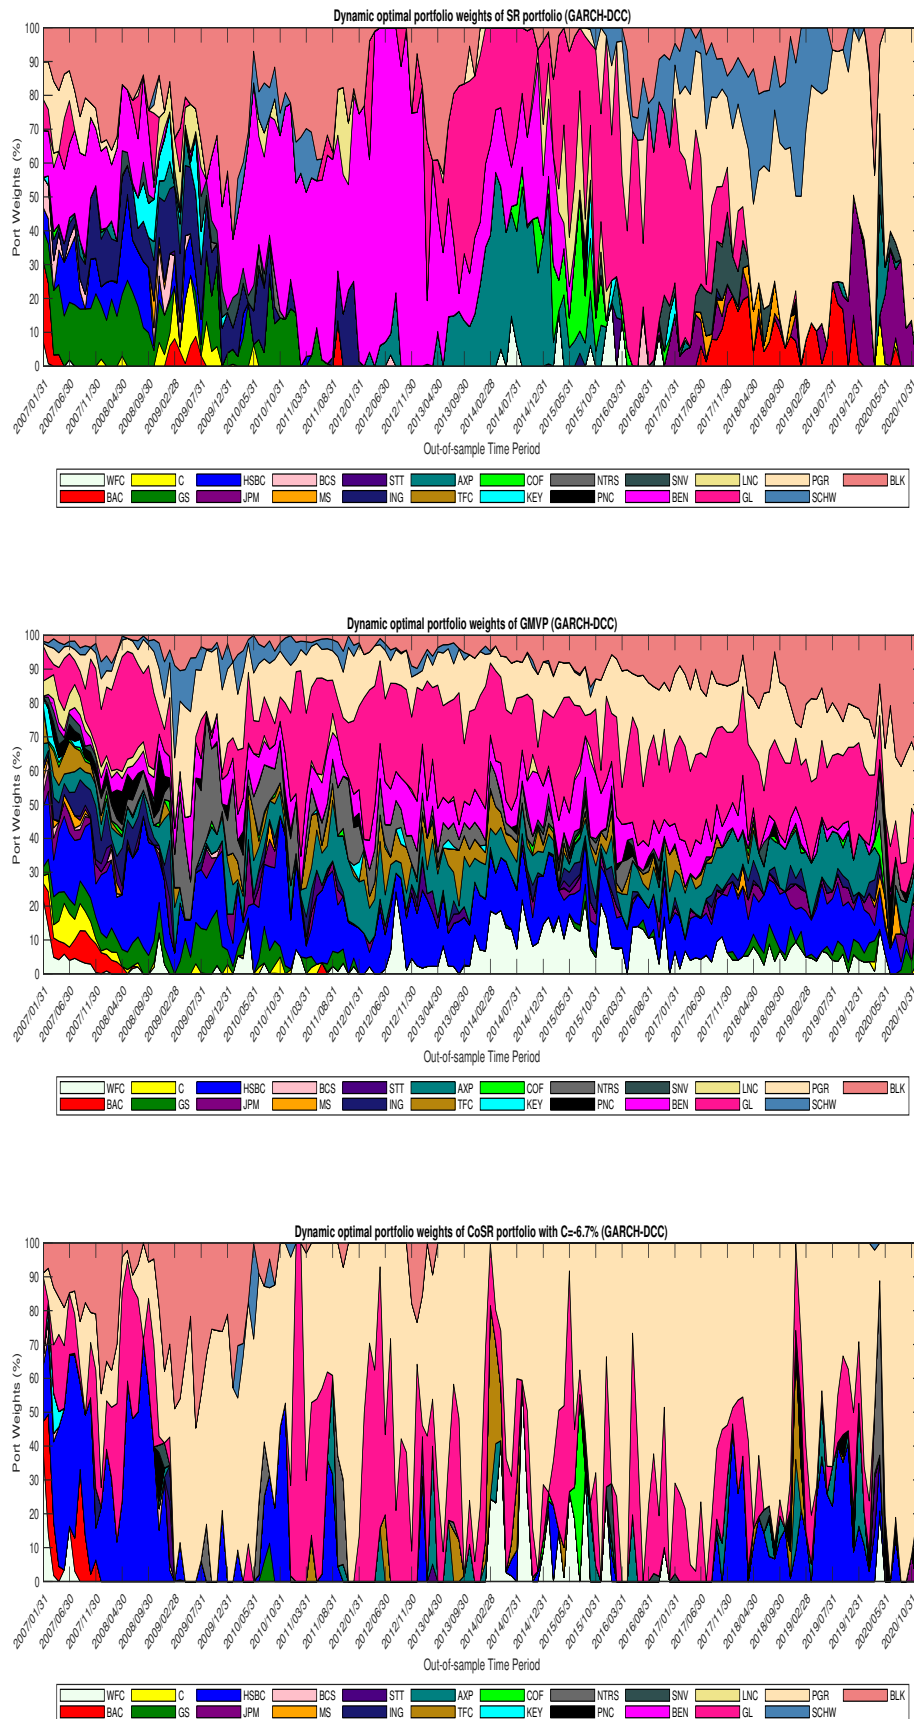 Dynamic optimal portfolio weights of SR portfolio (GARCH-DCC)
Port Weights (%)
100
90
80
70
60
50
40
30
20
10
0
2007/01/31 2007/06/30 2007/11/30 2008/04/30 2008/09/30 2009/02/28 2009/07/31 2009/12/31 2010/05/31 2010/10/31 2011/03/31 2011/08/31 2012/01/31 2012/06/30 2012/11/30 2013/04/30 2013/09/30 2014/02/28 2014/07/31 2014/12/31 2015/05/31 2015/10/31 2016/03/31 2016/08/31 2017/01/31 2017/06/30 2017/11/30 2018/04/30 2018/09/30 2019/02/28 2019/07/31 2019/12/31 2020/05/31 2020/10/31
Out-of-sample Time Period
WFC C HSBC BCS STT AXP COF NTRS SNV LNC PGR BLK
BAC GS JPM MS ING TFC KEY PNC BEN GL SCHW
Dynamic optimal portfolio weights of GMVP (GARCH-DCC)
Port Weights (%)
100
90
80
70
60
50
40
30
20
10
0
2007/01/31 2007/06/30 2007/11/30 2008/04/30 2008/09/30 2009/02/28 2009/07/31 2009/12/31 2010/05/31 2010/10/31 2011/03/31 2011/08/31 2012/01/31 2012/06/30 2012/11/30 2013/04/30 2013/09/30 2014/02/28 2014/07/31 2014/12/31 2015/05/31 2015/10/31 2016/03/31 2016/08/31 2017/01/31 2017/06/30 2017/11/30 2018/04/30 2018/09/30 2019/02/28 2019/07/31 2019/12/31 2020/05/31 2020/10/31
Out-of-sample Time Period
WFC C HSBC BCS STT AXP COF NTRS SNV LNC PGR BLK
BAC GS JPM MS ING TFC KEY PNC BEN GL SCHW
Dynamic optimal portfolio weights of CoSR portfolio with C=-6.7% (GARCH-DCC)
Port Weights (%)
100
90
80
70
60
50
40
30
20
10
0
2007/01/31 2007/06/30 2007/11/30 2008/04/30 2008/09/30 2009/02/28 2009/07/31 2009/12/31 2010/05/31 2010/10/31 2011/03/31 2011/08/31 2012/01/31 2012/06/30 2012/11/30 2013/04/30 2013/09/30 2014/02/28 2014/07/31 2014/12/31 2015/05/31 2015/10/31 2016/03/31 2016/08/31 2017/01/31 2017/06/30 2017/11/30 2018/04/30 2018/09/30 2019/02/28 2019/07/31 2019/12/31 2020/05/31 2020/10/31
Out-of-sample Time Period
WFC C HSBC BCS STT AXP COF NTRS SNV LNC PGR BLK
BAC GS JPM MS ING TFC KEY PNC BEN GL SCHW